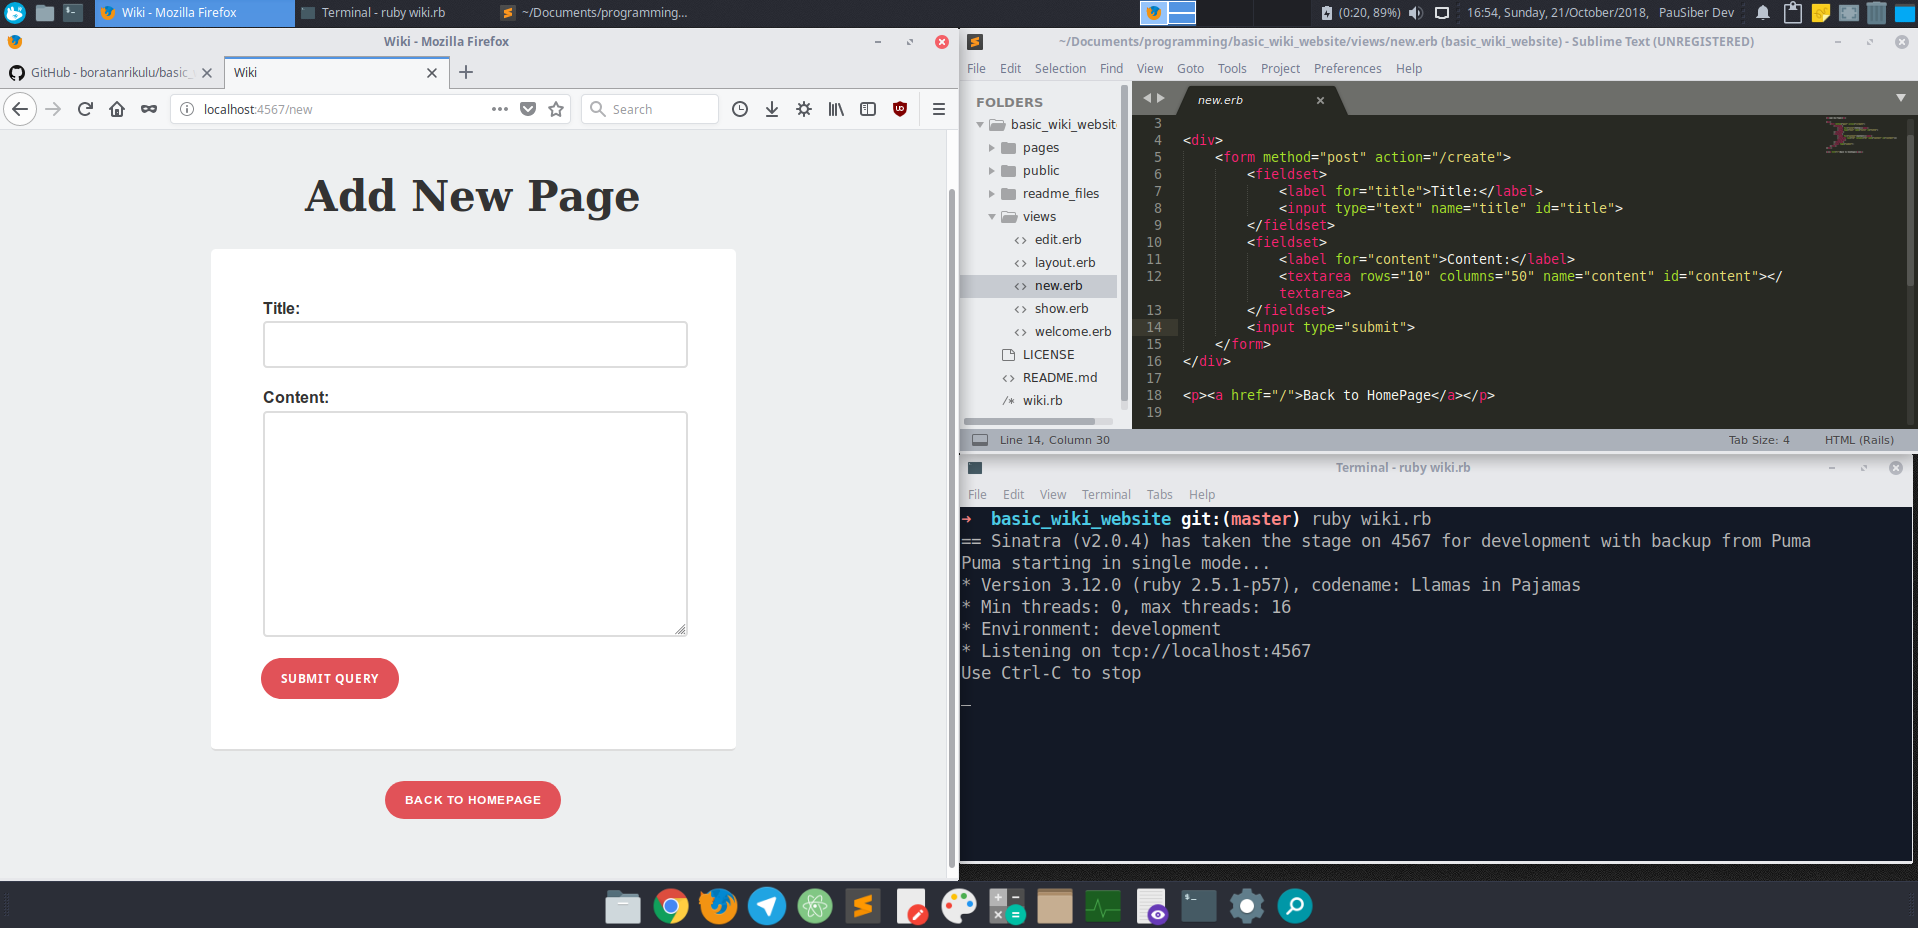 Wiki - Mozilla Firefox
Terminal - ruby wiki.rb
~/Documents/programming...
(0:20, 89%)
16:54, Sunday, 21/October/2018,
PauSiber Dev
Wiki - Mozilla Firefox
GitHub - boratanrikulu/basic_
Wiki
localhost:4567/new
Search
Add New Page
Title:
Content:
SUBMIT QUERY
BACK TO HOMEPAGE
~/Documents/programming/basic_wiki_website/views/new.erb (basic_wiki_website) - Sublime Text (UNREGISTERED)
File Edit Selection Find View Goto Tools Project Preferences Help
FOLDERS
basic_wiki_websit
pages
public
readme_files
views
edit.erb
layout.erb
new.erb
show.erb
welcome.erb
LICENSE
README.md
wiki.rb
new.erb
3
4 <div>
5 <form method="post" action="/create">
6 <fieldset>
7 <label for="title">Title:</label>
8 <input type="text" name="title" id="title">
9 </fieldset>
10 <fieldset>
11 <label for="content">Content:</label>
12 <textarea rows="10" columns="50" name="content" id="content"></
textarea>
13 </fieldset>
14 <input type="submit">
15 </form>
16 </div>
17
18 <p><a href="/">Back to HomePage</a></p>
19
Line 14, Column 30
Tab Size: 4
HTML (Rails)
Terminal - ruby wiki.rb
File Edit View Terminal Tabs Help
➜ basic_wiki_website git:(master) ruby wiki.rb
== Sinatra (v2.0.4) has taken the stage on 4567 for development with backup from Puma
Puma starting in single mode...
* Version 3.12.0 (ruby 2.5.1-p57), codename: Llamas in Pajamas
* Min threads: 0, max threads: 16
* Environment: development
* Listening on tcp://localhost:4567
Use Ctrl-C to stop